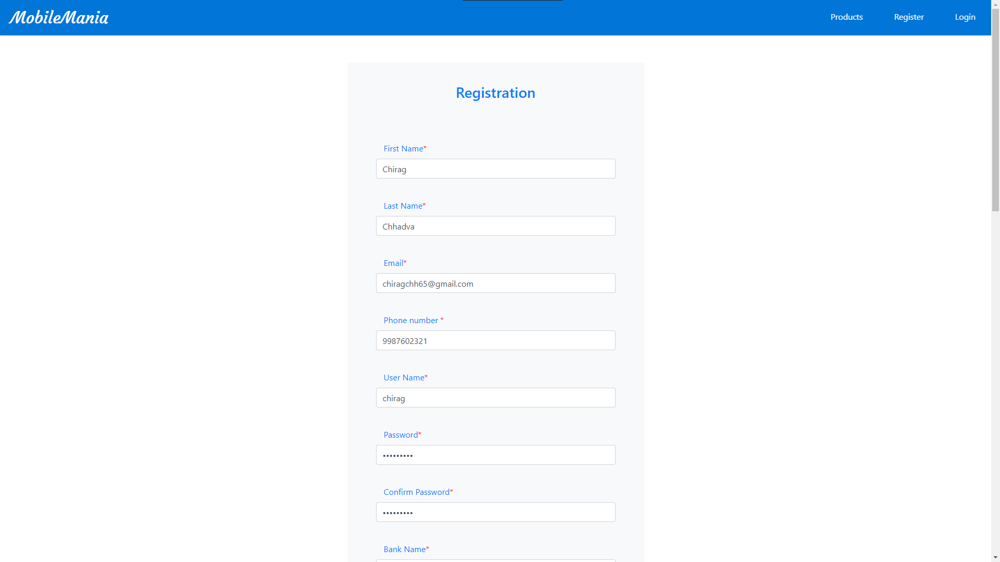 MobileMania
Products
Register
Login
Registration
First Name*
Chirag
Last Name*
Chhadva
Email*
chiragchh65@gmail.com
Phone number *
9987602321
User Name*
chirag
Password*
•••••••••
Confirm Password*
•••••••••
Bank Name*